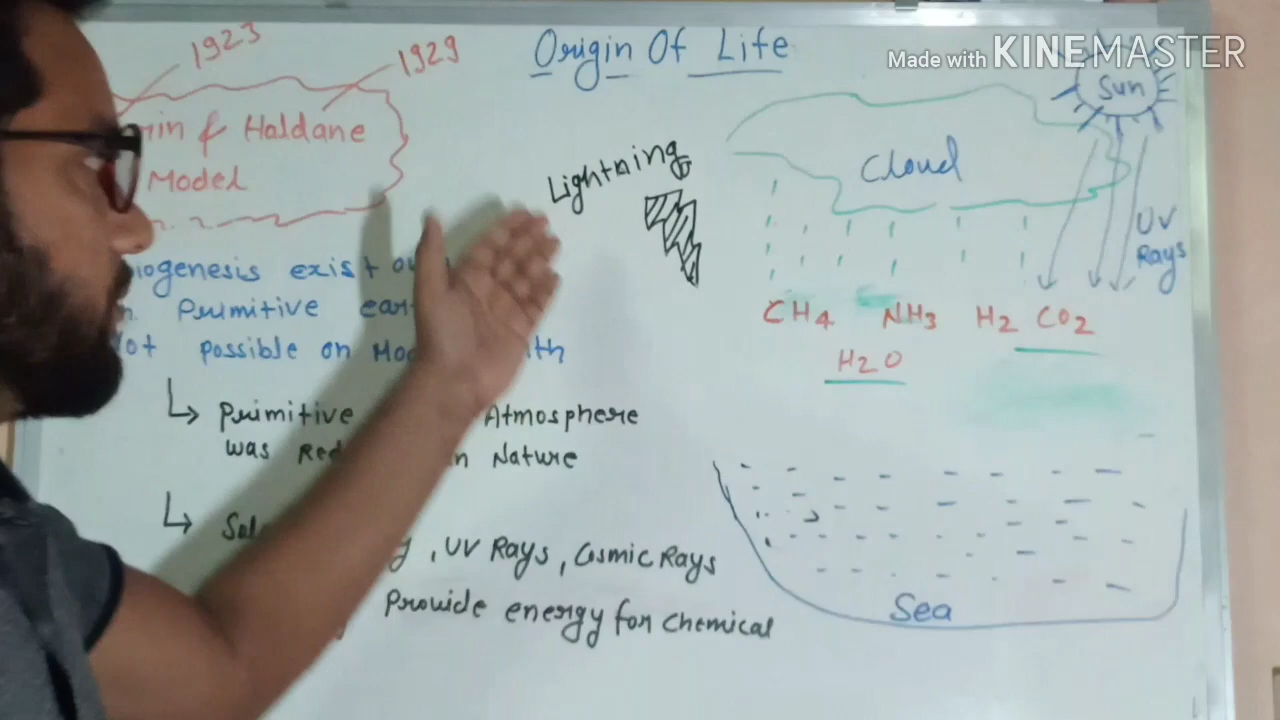 Origin Of Life
Made with KINEMASTER
1923
1929
& Haldane
Model
exist
Primitive
possible on
Primitive Atmosphere
was Nature
, UV Rays, Cosmic Rays
Provide energy for Chemical
Lightning
Cloud
Sun
UV
Rays
CH4 NH3 H2 CO2
H2O
Sea